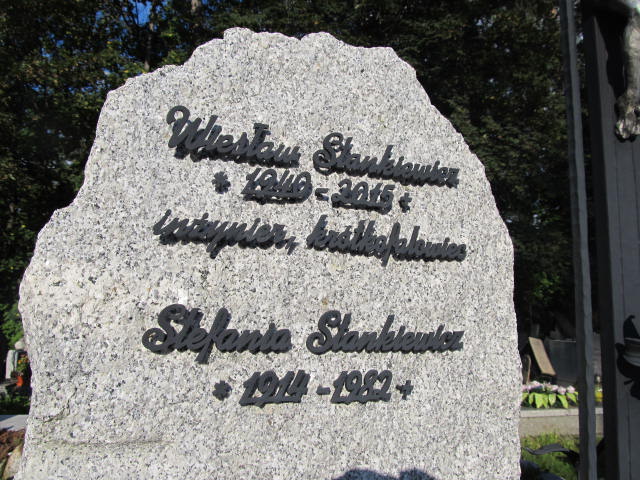 Wiesław Stankiewicz
* 1940 - 2015 +
inżynier, krótkofalowiec
Stefania Stankiewicz
* 1914 - 1982 +